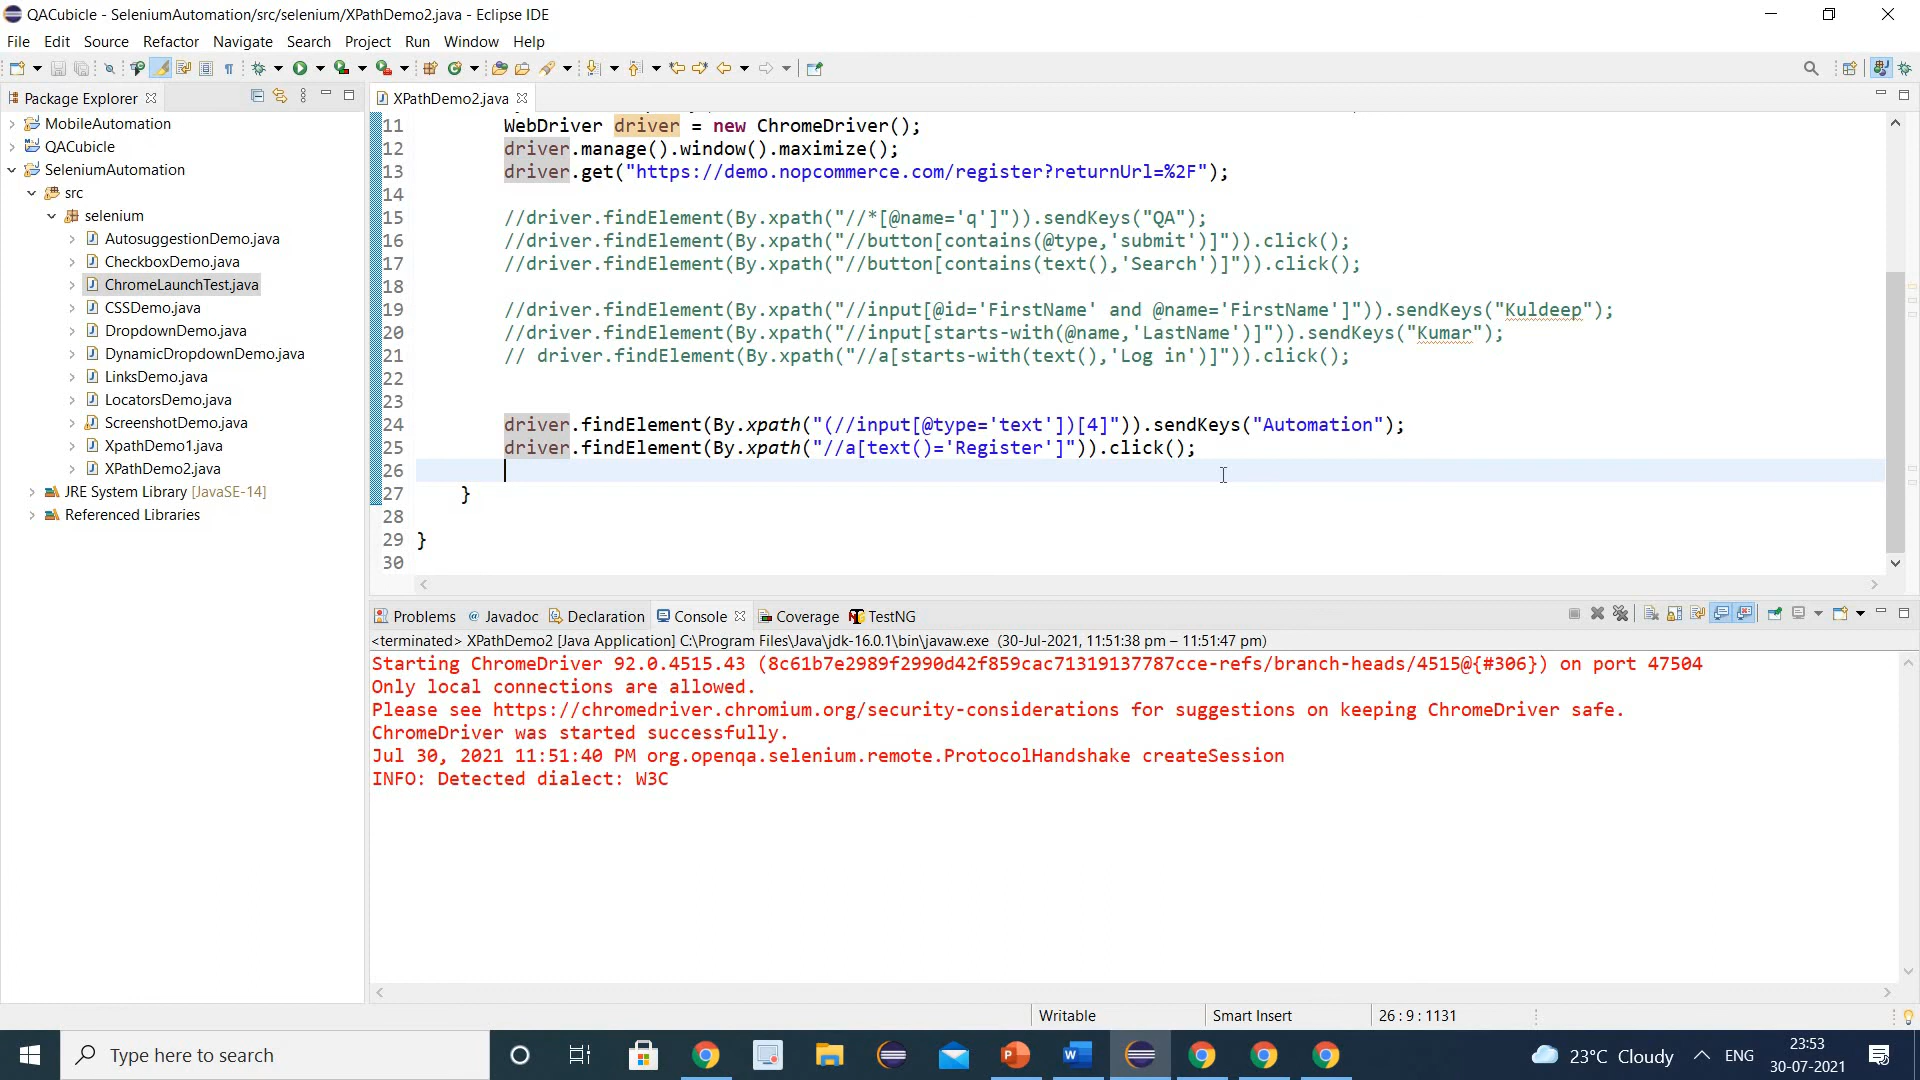 QACubicle - SeleniumAutomation/src/selenium/XPathDemo2.java - Eclipse IDE
File Edit Source Refactor Navigate Search Project Run Window Help
Package Explorer
MobileAutomation
QACubicle
SeleniumAutomation
src
selenium
AutosuggestionDemo.java
CheckboxDemo.java
ChromeLaunchTest.java
CSSDemo.java
DropdownDemo.java
DynamicDropdownDemo.java
LinksDemo.java
LocatorsDemo.java
ScreenshotDemo.java
XpathDemo1.java
XPathDemo2.java
JRE System Library [JavaSE-14]
Referenced Libraries
XPathDemo2.java
11 WebDriver driver = new ChromeDriver();
12 driver.manage().window().maximize();
13 driver.get("https://demo.nopcommerce.com/register?returnUrl=%2F");
14
15 //driver.findElement(By.xpath("//*[@name='q']")).sendKeys("QA");
16 //driver.findElement(By.xpath("//button[contains(@type,'submit')]")).click();
17 //driver.findElement(By.xpath("//button[contains(text(),'Search')]")).click();
18
19 //driver.findElement(By.xpath("//input[@id='FirstName' and @name='FirstName']")).sendKeys("Kuldeep");
20 //driver.findElement(By.xpath("//input[starts-with(@name,'LastName')]")).sendKeys("Kumar");
21 // driver.findElement(By.xpath("//a[starts-with(text(),'Log in')]")).click();
22
23
24 driver.findElement(By.xpath("(//input[@type='text'])[4]")).sendKeys("Automation");
25 driver.findElement(By.xpath("//a[text()='Register']")).click();
26
27 }
28
29 }
30
Problems Javadoc Declaration Console Coverage TestNG
<terminated> XPathDemo2 [Java Application] C:\Program Files\Java\jdk-16.0.1\bin\javaw.exe (30-Jul-2021, 11:51:38 pm – 11:51:47 pm)
Starting ChromeDriver 92.0.4515.43 (8c61b7e2989f2990d42f859cac71319137787cce-refs/branch-heads/4515@{#306}) on port 47504
Only local connections are allowed.
Please see https://chromedriver.chromium.org/security-considerations for suggestions on keeping ChromeDriver safe.
ChromeDriver was started successfully.
Jul 30, 2021 11:51:40 PM org.openqa.selenium.remote.ProtocolHandshake createSession
INFO: Detected dialect: W3C
Writable Smart Insert 26 : 9 : 1131
Type here to search
23°C Cloudy ENG
23:53
30-07-2021